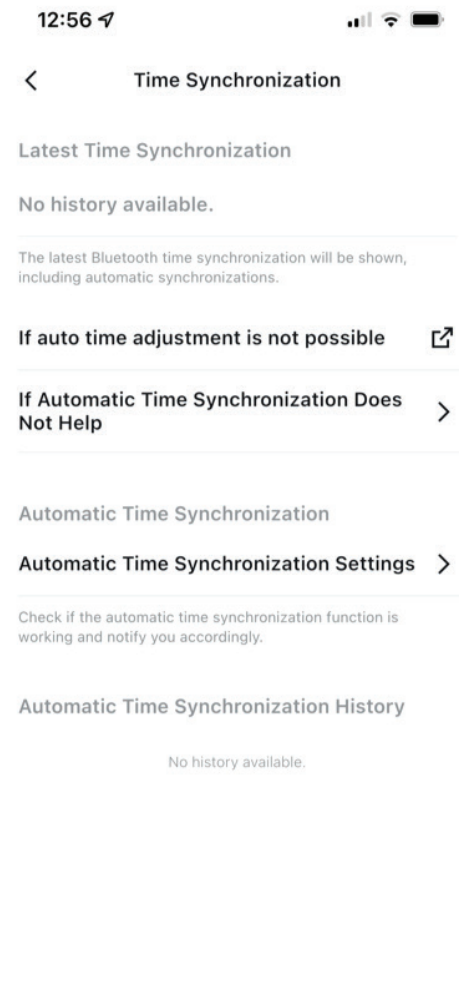 12:56
Time Synchronization
Latest Time Synchronization
No history available.
The latest Bluetooth time synchronization will be shown,
including automatic synchronizations.
If auto time adjustment is not possible
If Automatic Time Synchronization Does
Not Help
Automatic Time Synchronization
Automatic Time Synchronization Settings
Check if the automatic time synchronization function is
working and notify you accordingly.
Automatic Time Synchronization History
No history available.